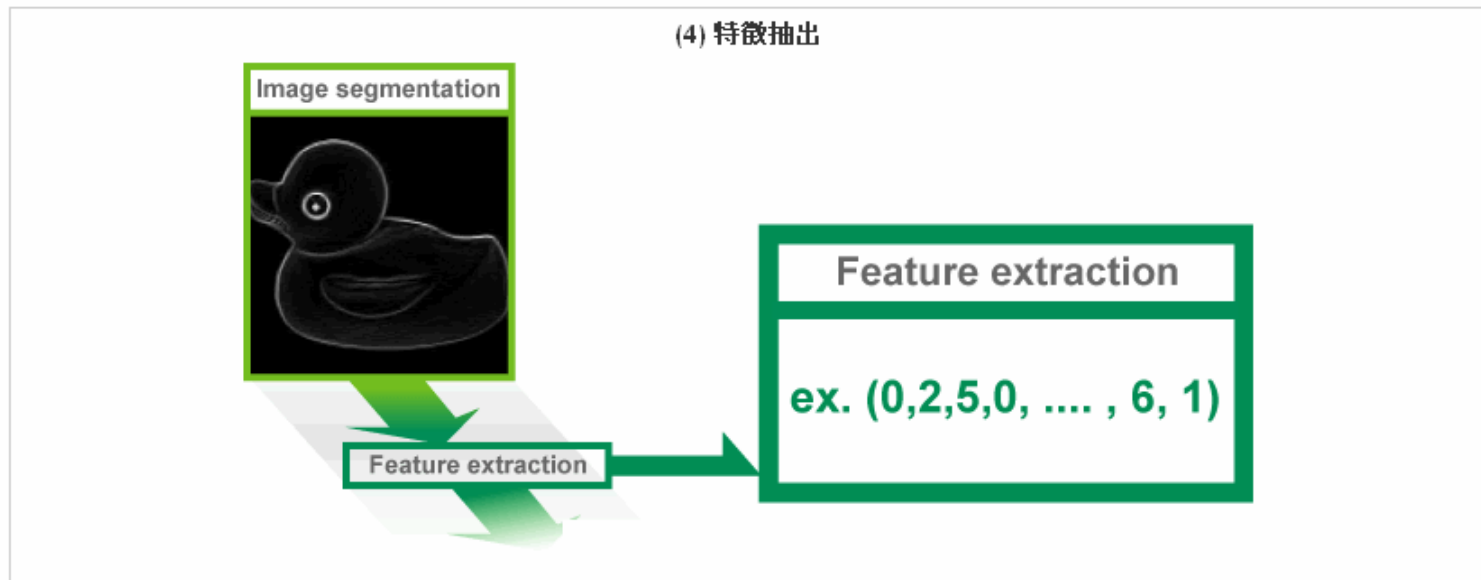 (4) 特徴抽出
Image segmentation
Feature extraction
Feature extraction
ex. (0,2,5,0, .... , 6, 1)